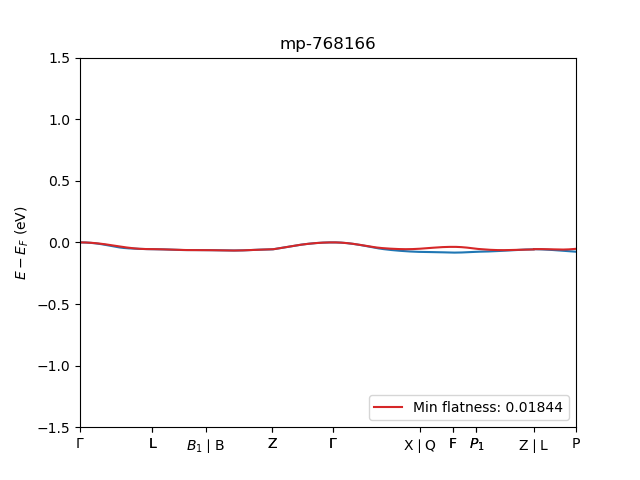 mp-768166
E − E_F (eV)
1.5
1.0
0.5
0.0
−0.5
−1.0
−1.5
Min flatness: 0.01844
Γ L B₁ | B Z Γ X | Q F P₁ Z | L P